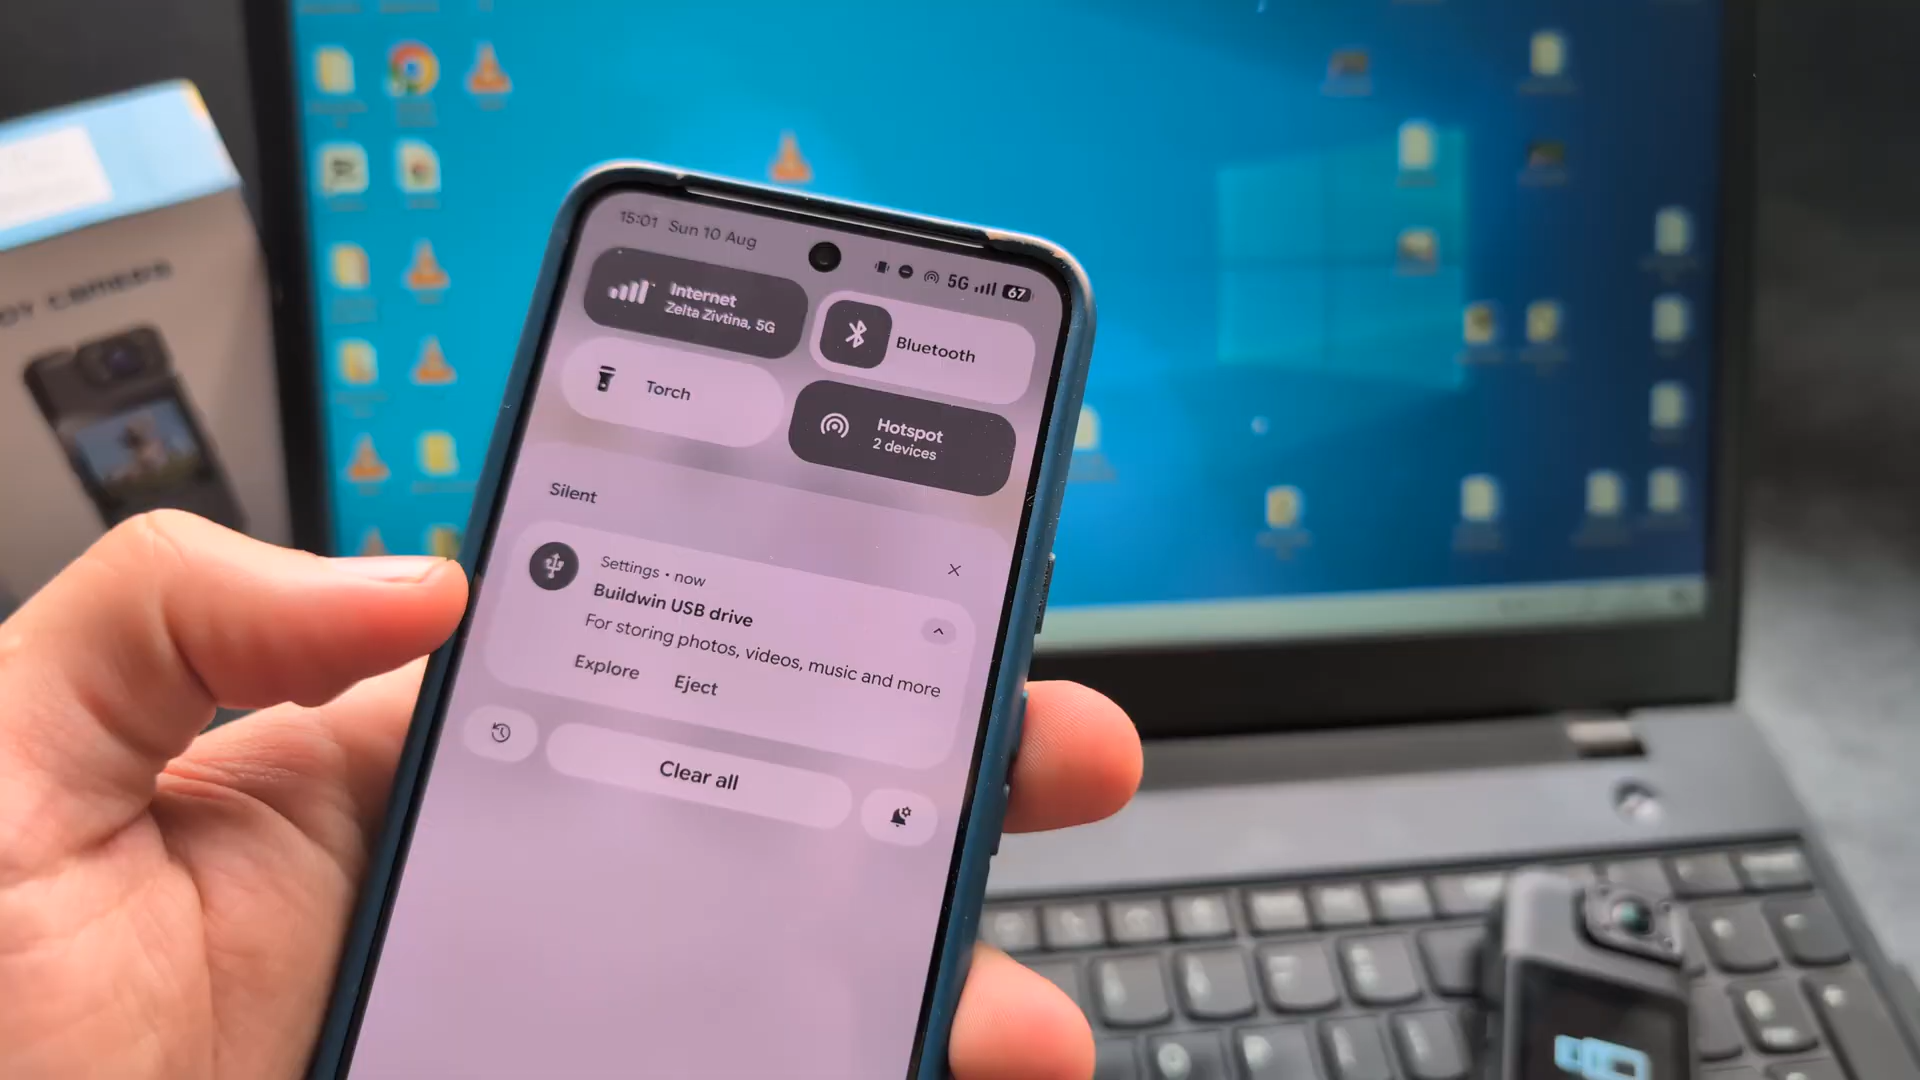 15:01 Sun 10 Aug
5G 67
Internet
Zelta Zivtina, 5G
Bluetooth
Torch
Hotspot
2 devices
Silent
Settings • now
Buildwin USB drive
For storing photos, videos, music and more
Explore Eject
Clear all
CAMERA